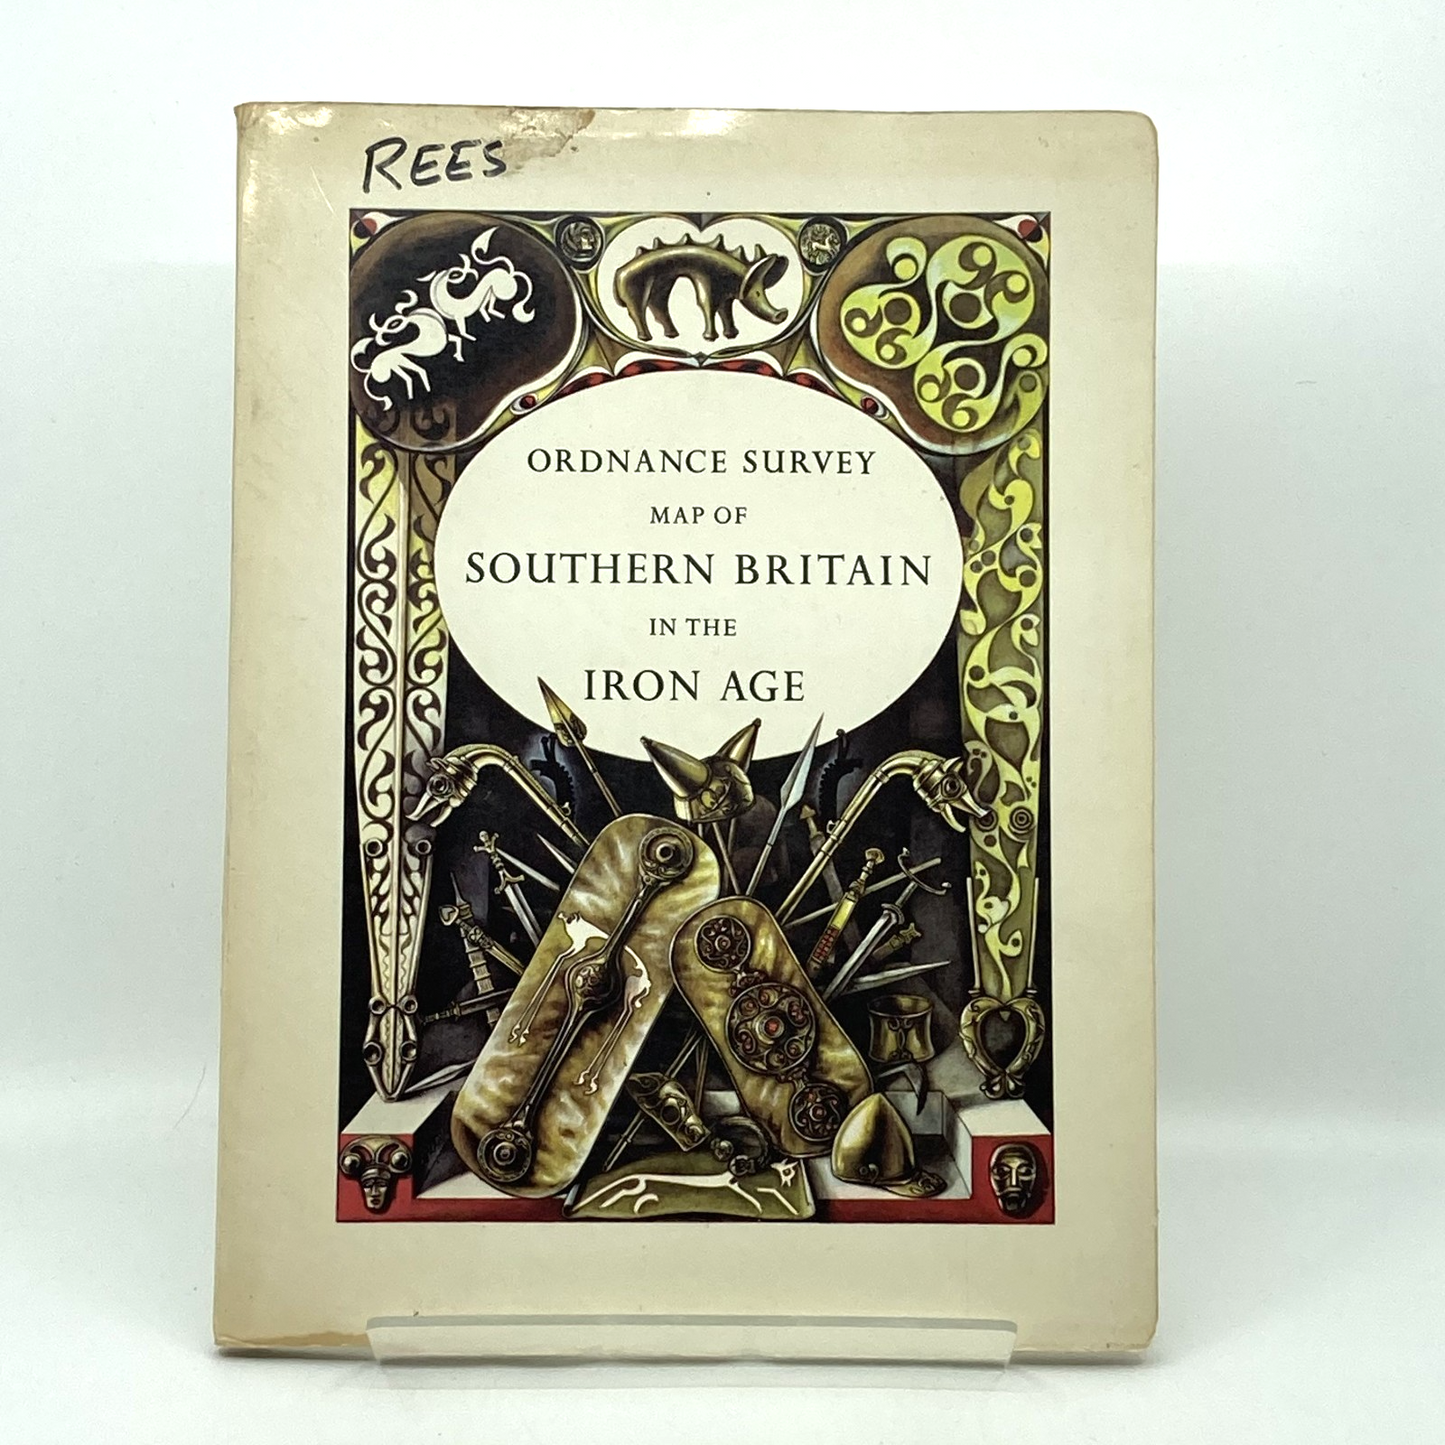 REES
ORDNANCE SURVEY
MAP OF
SOUTHERN BRITAIN
IN THE
IRON AGE